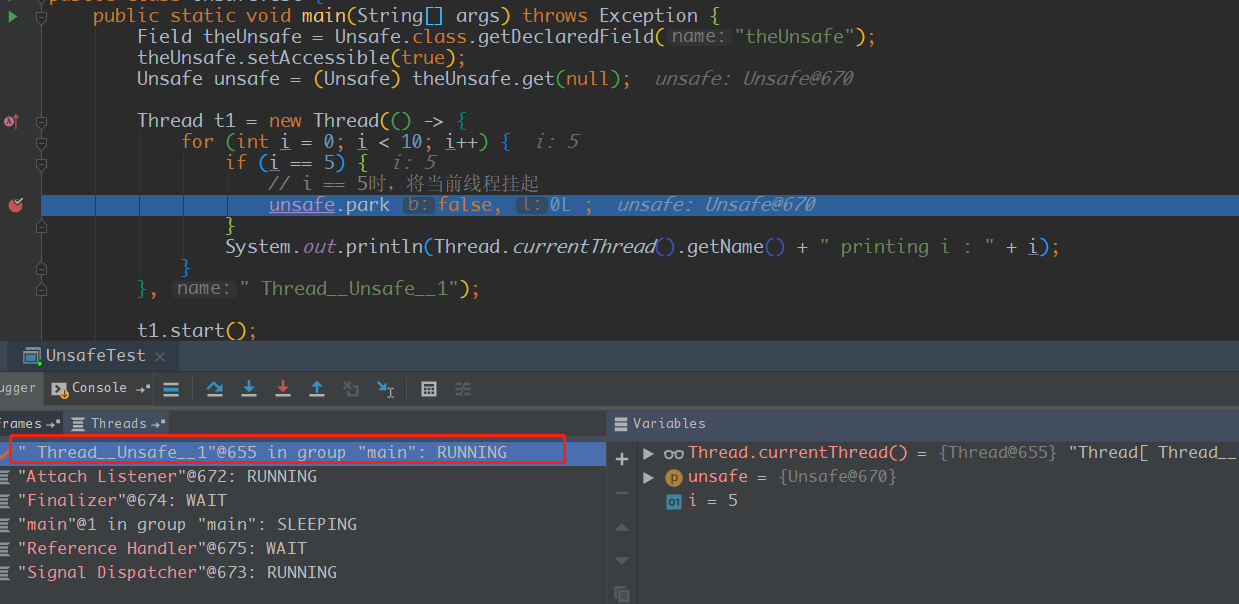 public class UnsafeTest {
public static void main(String[] args) throws Exception {
Field theUnsafe = Unsafe.class.getDeclaredField( name: "theUnsafe");
theUnsafe.setAccessible(true);
Unsafe unsafe = (Unsafe) theUnsafe.get(null); unsafe: Unsafe@670
Thread t1 = new Thread(() -> {
for (int i = 0; i < 10; i++) { i: 5
if (i == 5) { i: 5
// i == 5时，将当前线程挂起
unsafe.park b: false, l: 0L ; unsafe: Unsafe@670
}
System.out.println(Thread.currentThread().getName() + " printing i : " + i);
}
}, name: " Thread__Unsafe__1");
t1.start();
UnsafeTest ×
ugger Console
rames Threads
" Thread__Unsafe__1"@655 in group "main": RUNNING
"Attach Listener"@672: RUNNING
"Finalizer"@674: WAIT
"main"@1 in group "main": SLEEPING
"Reference Handler"@675: WAIT
"Signal Dispatcher"@673: RUNNING
Variables
Thread.currentThread() = {Thread@655} "Thread[ Thread__
p unsafe = {Unsafe@670}
01 i = 5